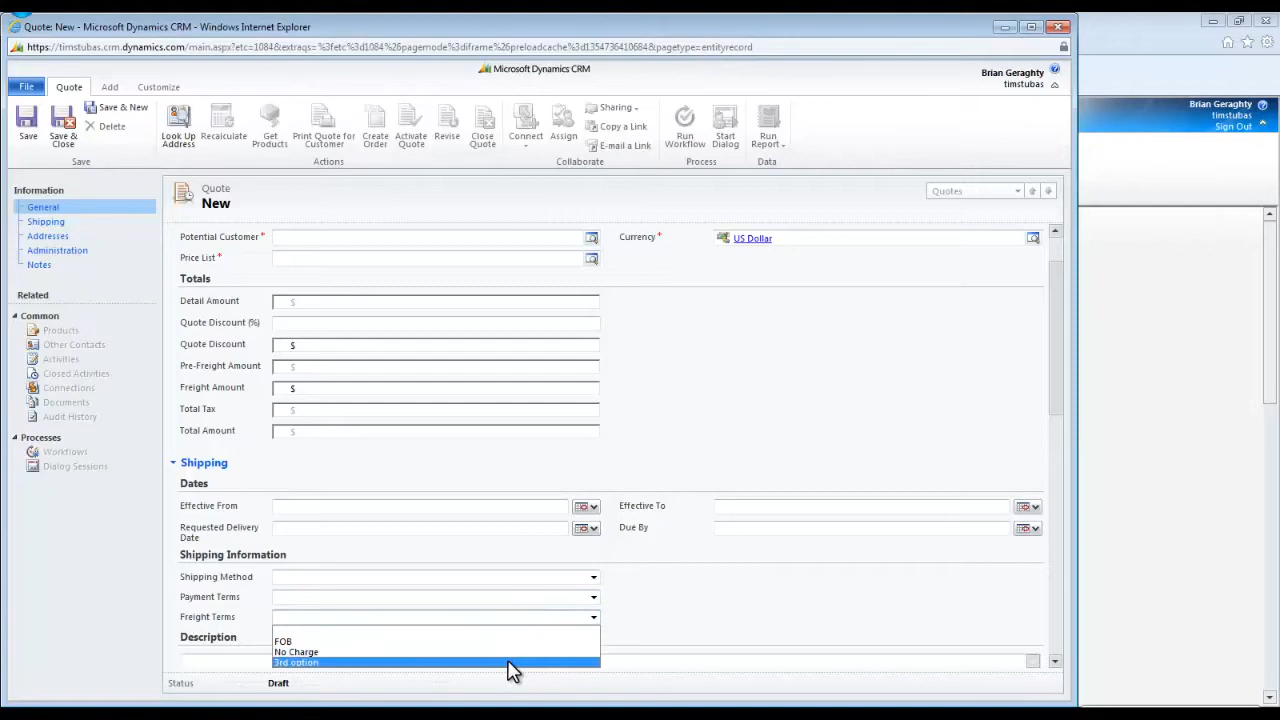 Quote: New - Microsoft Dynamics CRM - Windows Internet Explorer
https://timstubas.crm.dynamics.com/main.aspx?etc=1084&extraqs=%3fetc%3d1084%26pagemode%3diframe%26preloadcache%3d1354736410684&pagetype=entityrecord
Microsoft Dynamics CRM
Brian Geraghty
timstubas
File
Quote
Add
Customize
Save
Save & Close
Save & New
Delete
Save
Look Up Address
Recalculate
Get Products
Print Quote for Customer
Create Order
Activate Quote
Revise
Close Quote
Actions
Connect
Assign
Sharing
Copy a Link
E-mail a Link
Collaborate
Run Workflow
Start Dialog
Process
Run Report
Data
Brian Geraghty
Sign Out
Information
General
Shipping
Addresses
Administration
Notes
Related
Common
Products
Other Contacts
Activities
Closed Activities
Connections
Documents
Audit History
Processes
Workflows
Dialog Sessions
Quote
New
Quotes
Potential Customer *
Currency *
US Dollar
Price List *
Totals
Detail Amount $
Quote Discount (%)
Quote Discount $
Pre-Freight Amount $
Freight Amount $
Total Tax $
Total Amount $
Shipping
Dates
Effective From
Effective To
Requested Delivery Date
Due By
Shipping Information
Shipping Method
Payment Terms
Freight Terms
FOB
No Charge
3rd option
Description
Status
Draft